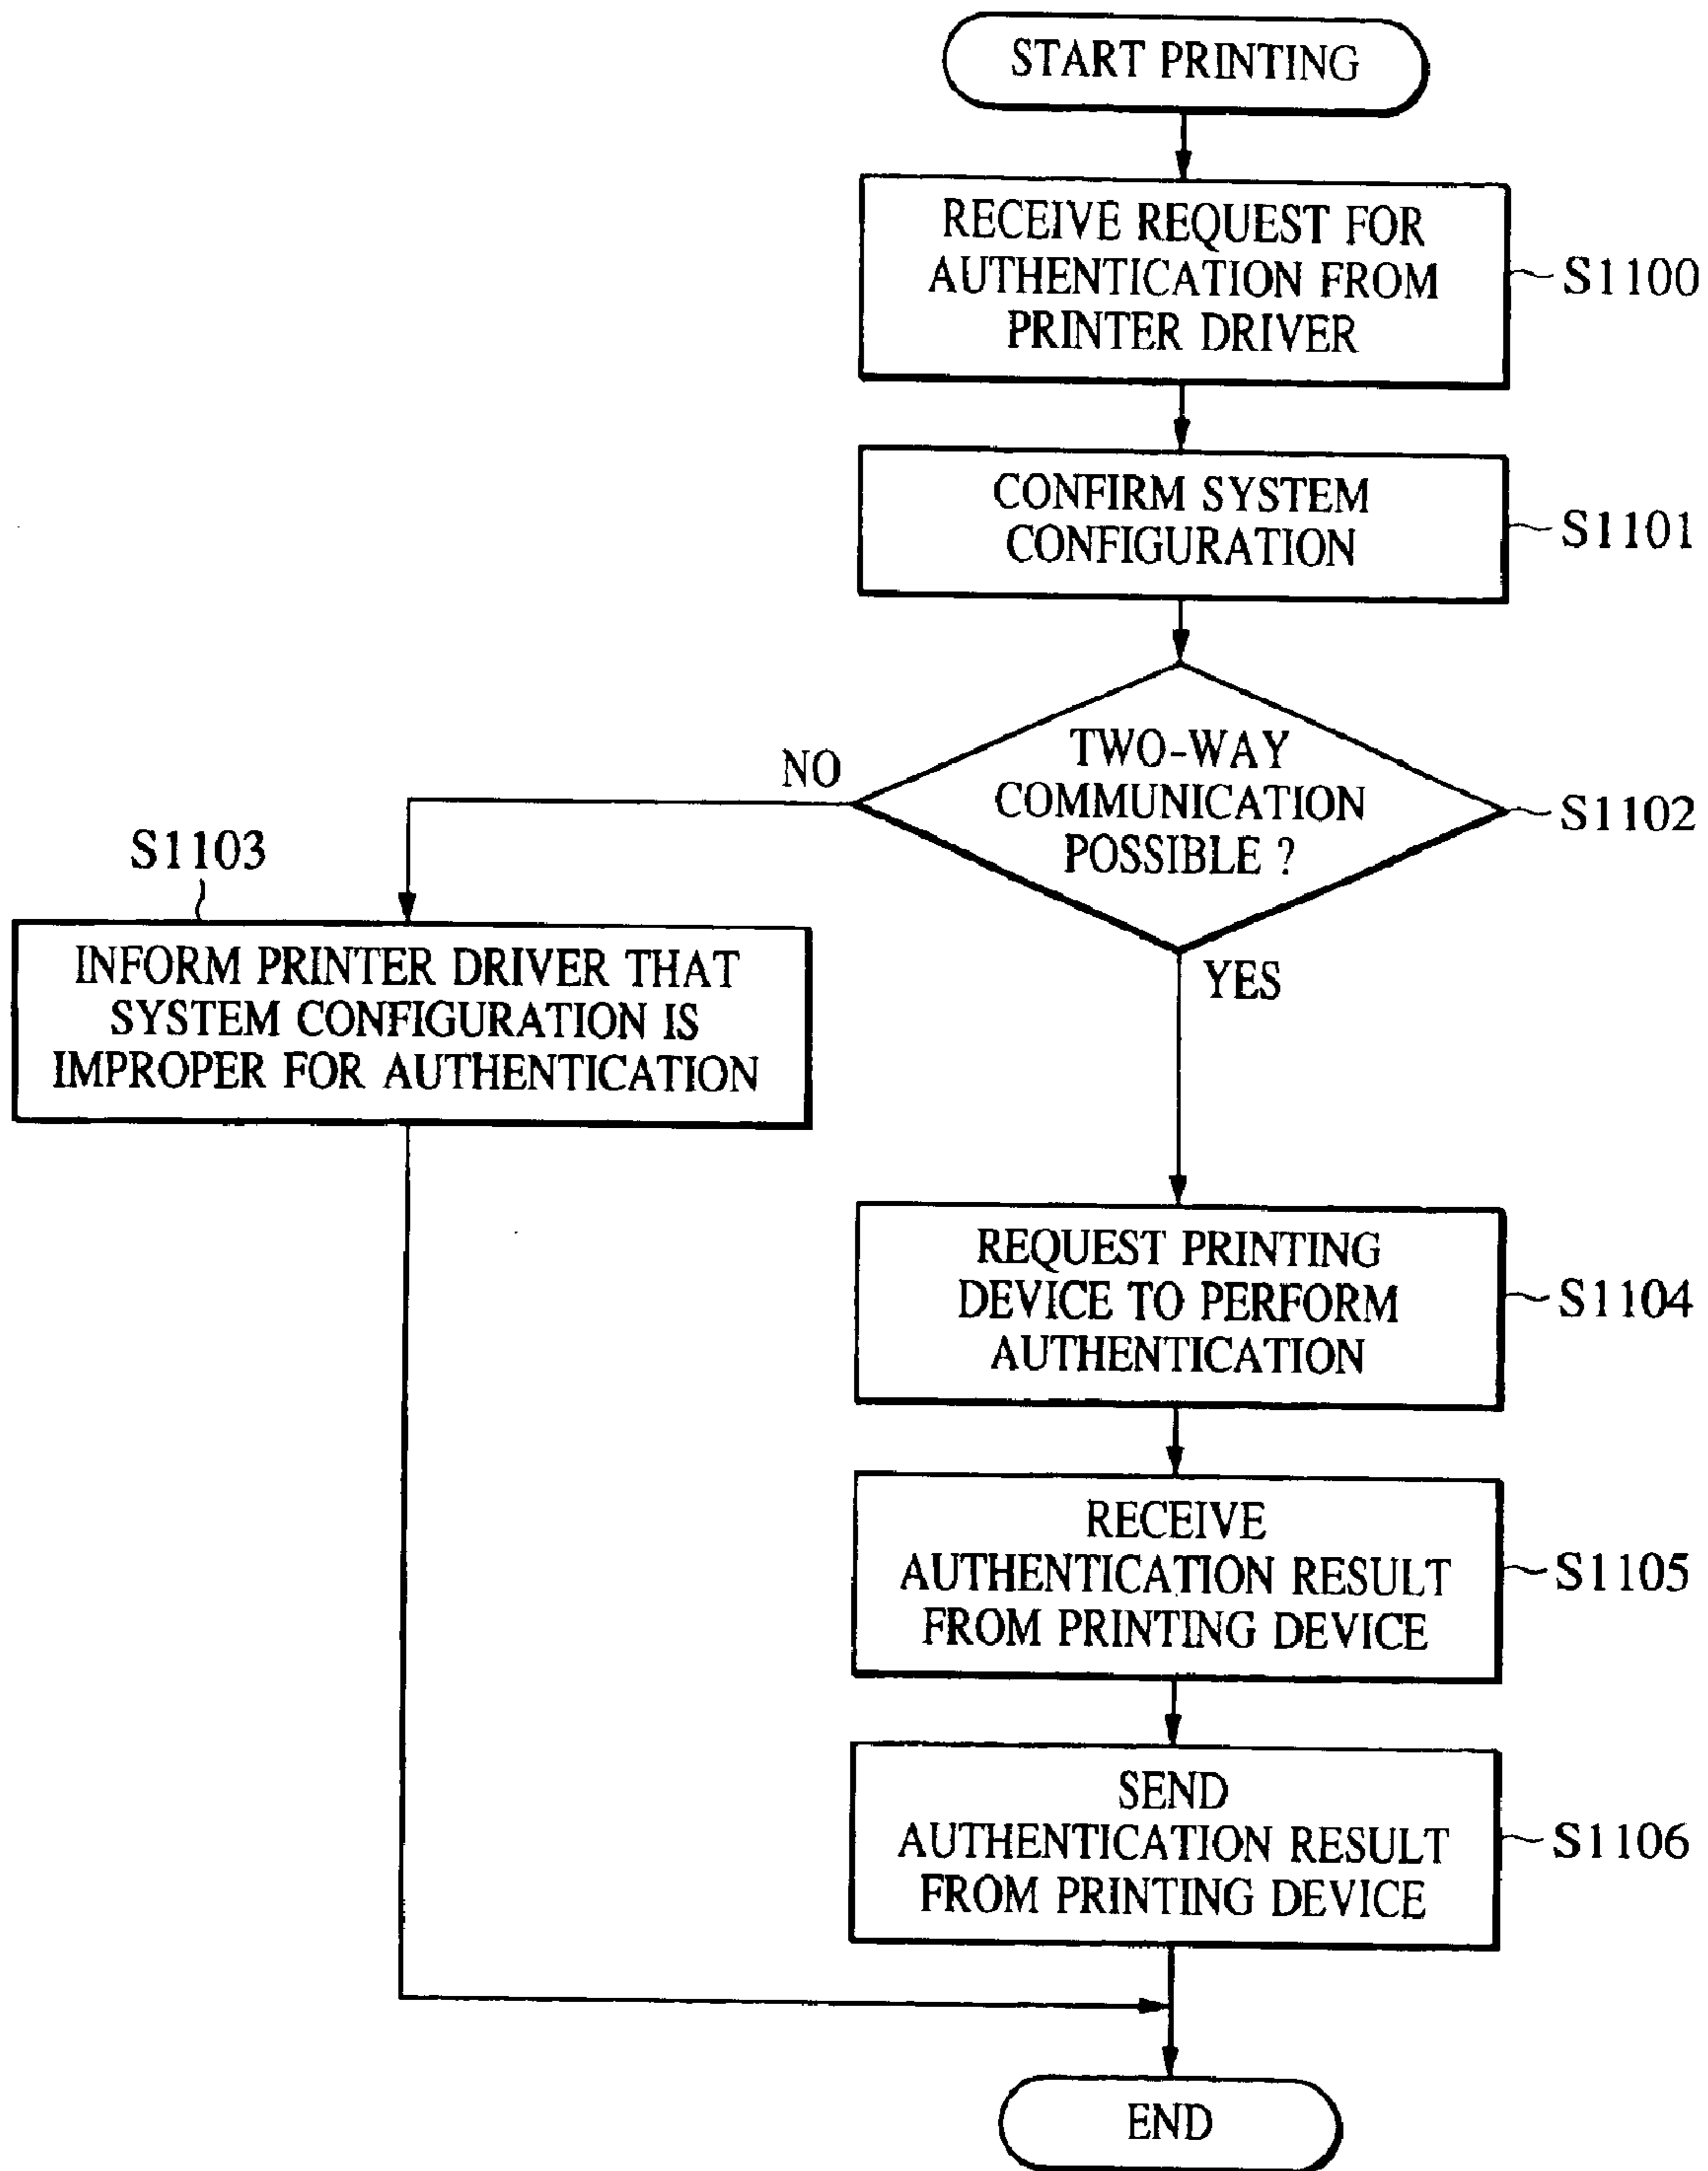 START PRINTING
RECEIVE REQUEST FOR
AUTHENTICATION FROM
PRINTER DRIVER
S1100
CONFIRM SYSTEM
CONFIGURATION
S1101
TWO-WAY
COMMUNICATION
POSSIBLE ?
S1102
NO
YES
S1103
INFORM PRINTER DRIVER THAT
SYSTEM CONFIGURATION IS
IMPROPER FOR AUTHENTICATION
REQUEST PRINTING
DEVICE TO PERFORM
AUTHENTICATION
S1104
RECEIVE
AUTHENTICATION RESULT
FROM PRINTING DEVICE
S1105
SEND
AUTHENTICATION RESULT
FROM PRINTING DEVICE
S1106
END